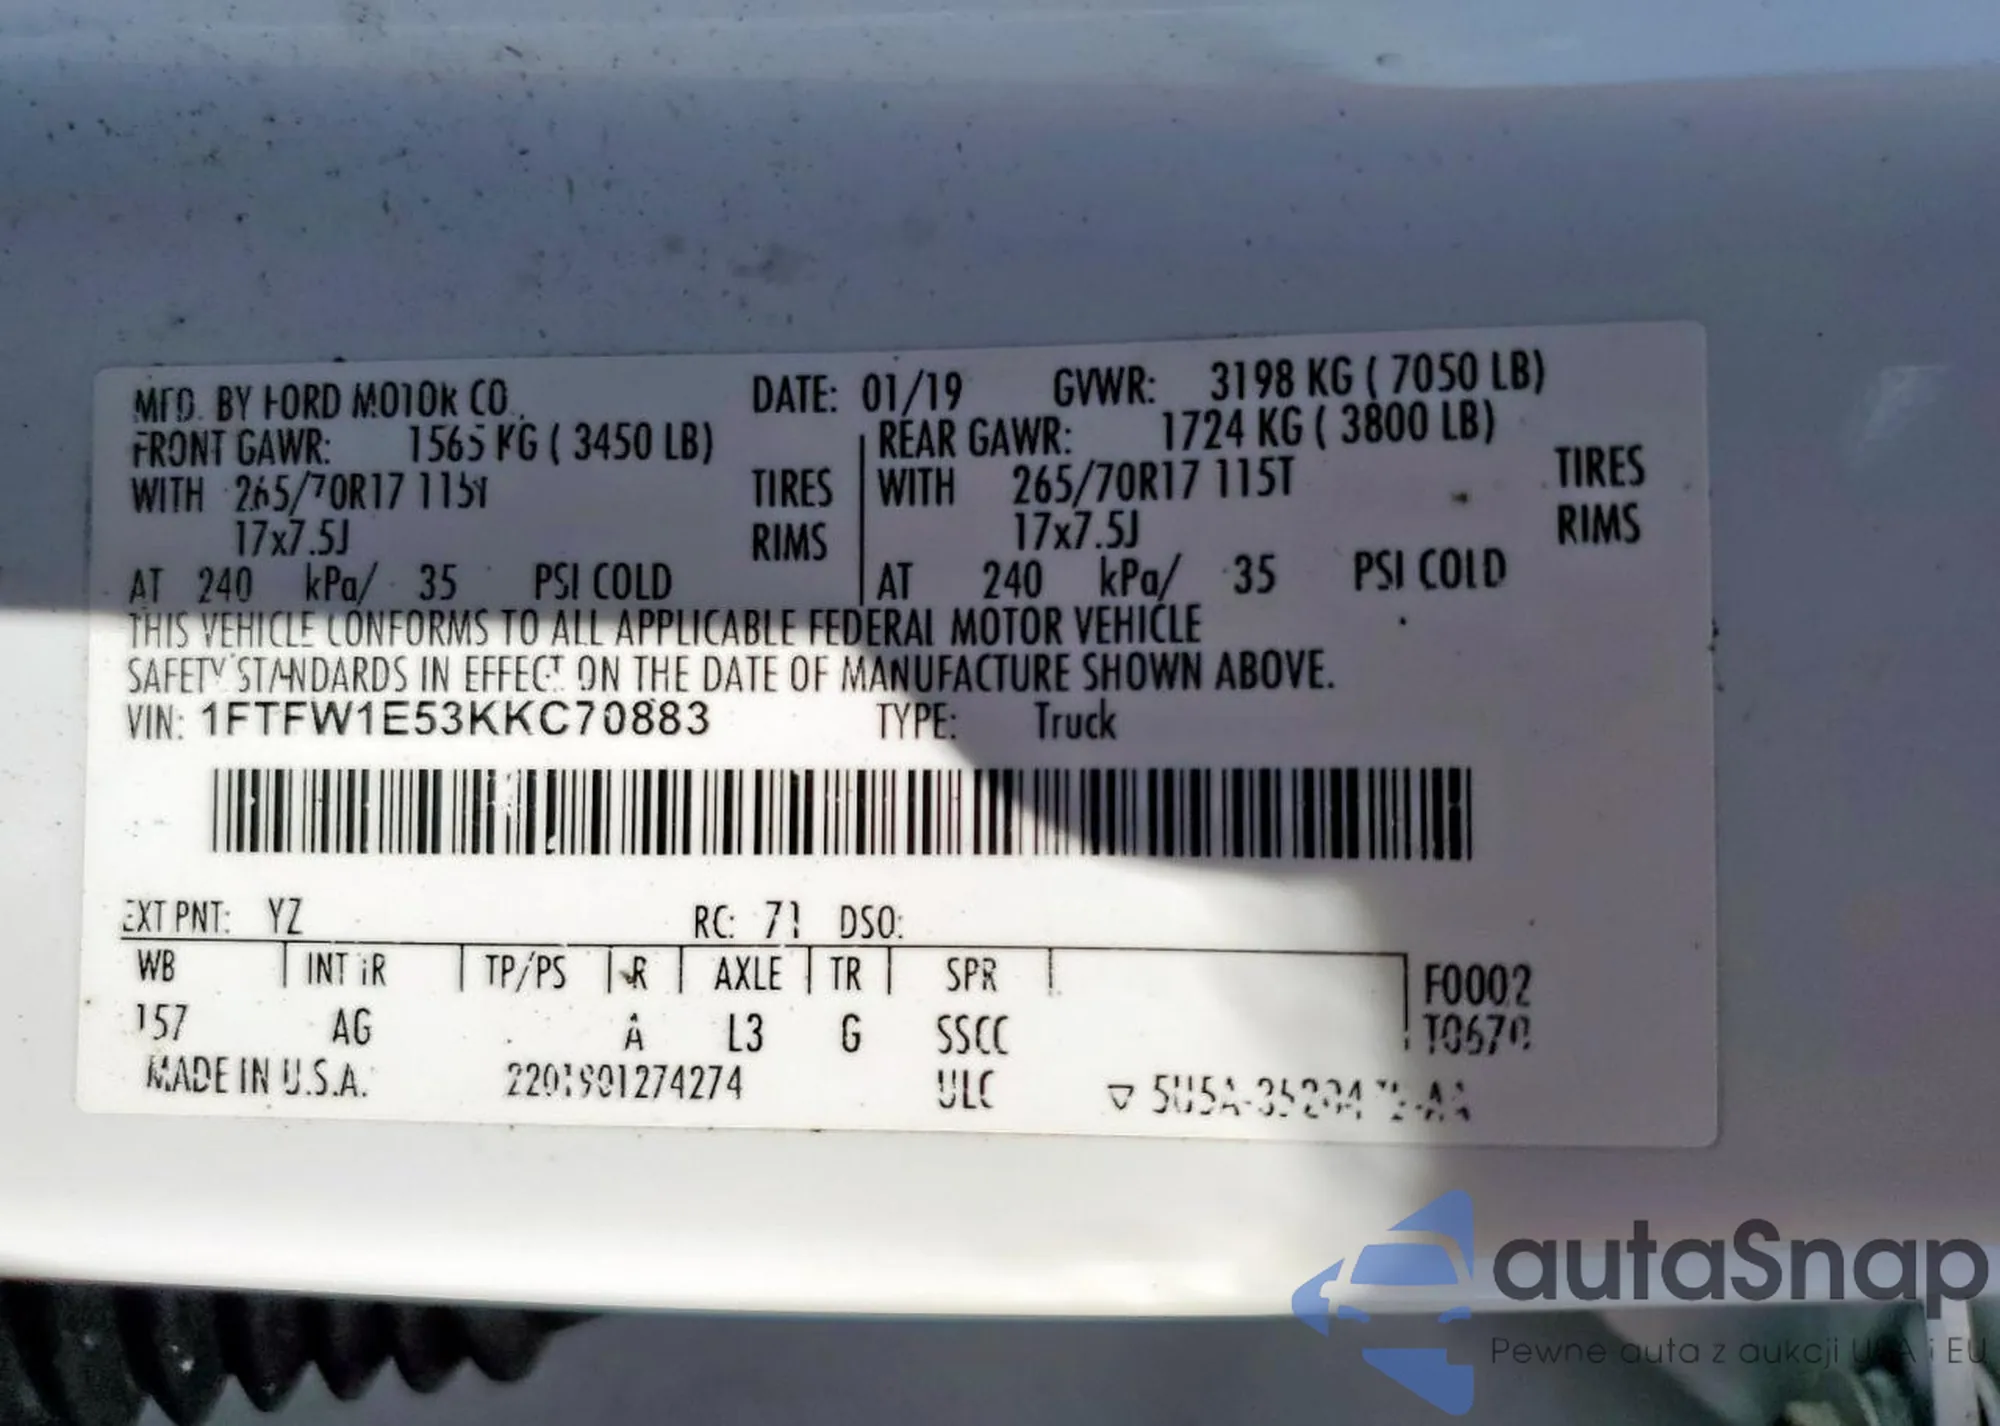 MFD. BY FORD MOTOR CO. DATE: 01/19 GVWR: 3198 KG ( 7050 LB)
FRONT GAWR: 1565 KG ( 3450 LB) REAR GAWR: 1724 KG ( 3800 LB)
WITH 265/70R17 115T TIRES WITH 265/70R17 115T TIRES
17x7.5J RIMS 17x7.5J RIMS
AT 240 kPa/ 35 PSI COLD AT 240 kPa/ 35 PSI COLD
THIS VEHICLE CONFORMS TO ALL APPLICABLE FEDERAL MOTOR VEHICLE
SAFETY STANDARDS IN EFFECT ON THE DATE OF MANUFACTURE SHOWN ABOVE.
VIN: 1FTFW1E53KKC70883 TYPE: Truck
EXT PNT: YZ RC: 71 DSO:
WB INT TR TP/PS R AXLE TR SPR F0002
157 AG A L3 G SSCC T0670
MADE IN U.S.A. 2201901274274 ULC
autaSnap
Pewne auta z aukcji USA i EU